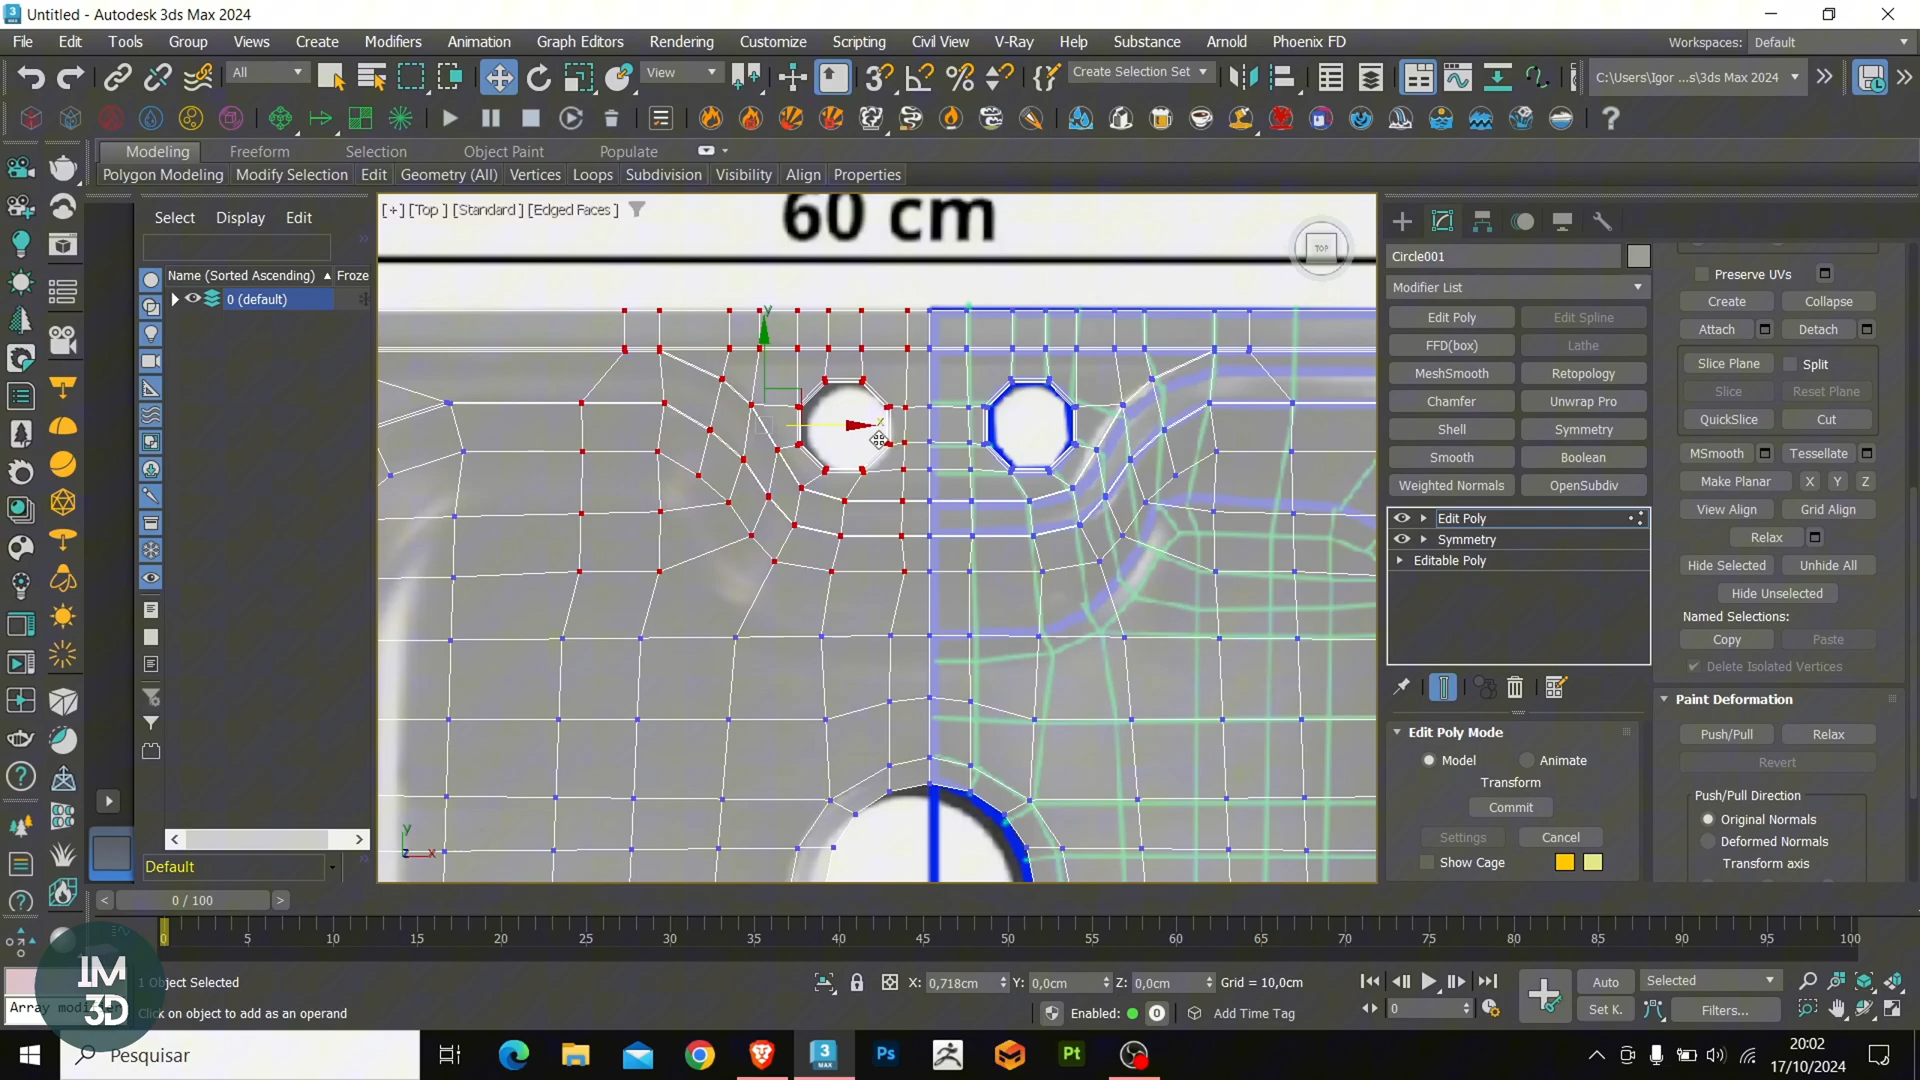 Untitled - Autodesk 3ds Max 2024
File Edit Tools Group Views Create Modifiers Animation Graph Editors Rendering Customize Scripting Civil View V-Ray Help Substance Arnold Phoenix FD Workspaces: Default
All View Create Selection Set C:\Users\Igor ...s\3ds Max 2024
Modeling Freeform Selection Object Paint Populate
Polygon Modeling Modify Selection Edit Geometry (All) Vertices Loops Subdivision Visibility Align Properties
Select Display Edit
Name (Sorted Ascending) Froze
0 (default)
[+] [Top ] [Standard ] [Edged Faces ]
60 cm
TOP
y
x
y
z
x
Circle001
Modifier List
Edit Poly Edit Spline
FFD(box) Lathe
MeshSmooth Retopology
Chamfer Unwrap Pro
Shell Symmetry
Smooth Boolean
Weighted Normals OpenSubdiv
Edit Poly
Symmetry
Editable Poly
Edit Poly Mode
Model Animate
Transform
Commit
Settings Cancel
Show Cage
Preserve UVs
Create Collapse
Attach Detach
Slice Plane Split
Slice Reset Plane
QuickSlice Cut
MSmooth Tessellate
Make Planar X Y Z
View Align Grid Align
Relax
Hide Selected Unhide All
Hide Unselected
Named Selections:
Copy Paste
Delete Isolated Vertices
Paint Deformation
Push/Pull Relax
Revert
Push/Pull Direction
Original Normals
Deformed Normals
Transform axis
Default
0 / 100
0 5 10 15 20 25 30 35 40 45 50 55 60 65 70 75 80 85 90 95 100
IM
3D
1 Object Selected
Array modifie
Click on object to add as an operand
X: 0,718cm Y: 0,0cm Z: 0,0cm Grid = 10,0cm
Enabled: 0 Add Time Tag
Auto Selected
0 Set K. Filters...
Pesquisar
3
MAX
Ps
Pt
20:02
17/10/2024